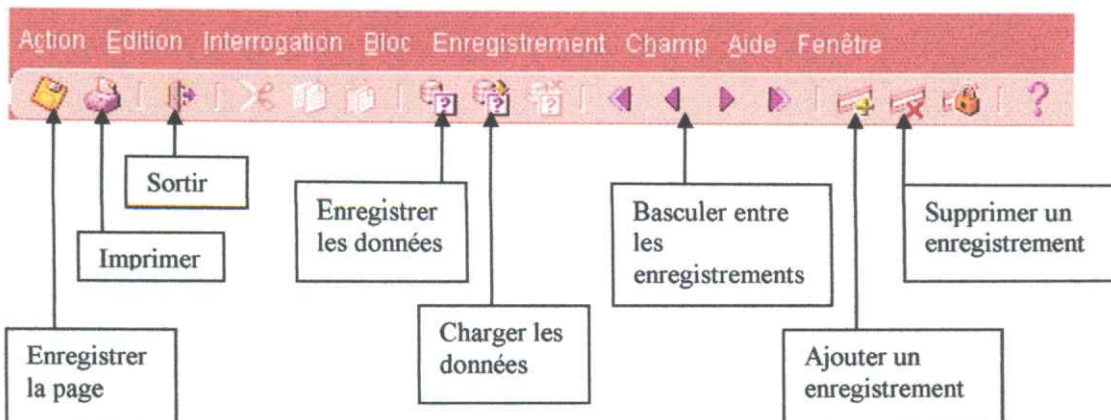 Action Edition Interrogation Bloc Enregistrement Champ Aide Fenêtre
Sortir
Imprimer
Enregistrer
la page
Enregistrer
les données
Charger les
données
Basculer entre
les
enregistrements
Ajouter un
enregistrement
Supprimer un
enregistrement